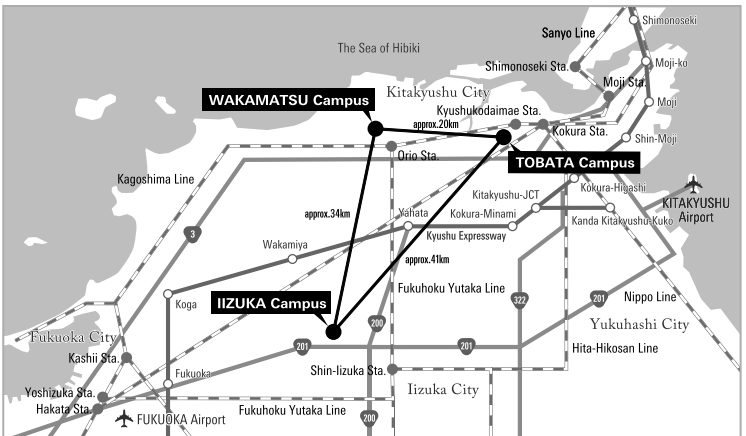 Shimonoseki
Sanyo Line
The Sea of Hibiki
Shimonoseki Sta.
Moji-ko
Moji Sta.
Kitakyushu City
WAKAMATSU Campus
Moji
Kyushukodaimae Sta.
approx.20km
Kokura Sta.
Shin-Moji
Orio Sta.
TOBATA Campus
Kagoshima Line
Kokura-Higashi
Kitakyushu-JCT
KITAKYUSHU
Airport
approx.34km
Yahata
Kokura-Minami
Kanda Kitakyushu-Kuko
3
Kyushu Expressway
Wakamiya
approx.41km
Fukuhoku Yutaka Line
IIZUKA Campus
Koga
322
201
Nippo Line
200
Yukuhashi City
Fukuoka City
201
201
Hita-Hikosan Line
Kashii Sta.
Fukuoka
Shin-Iizuka Sta.
Iizuka City
Yoshizuka Sta.
Hakata Sta.
FUKUOKA Airport
Fukuhoku Yutaka Line
200